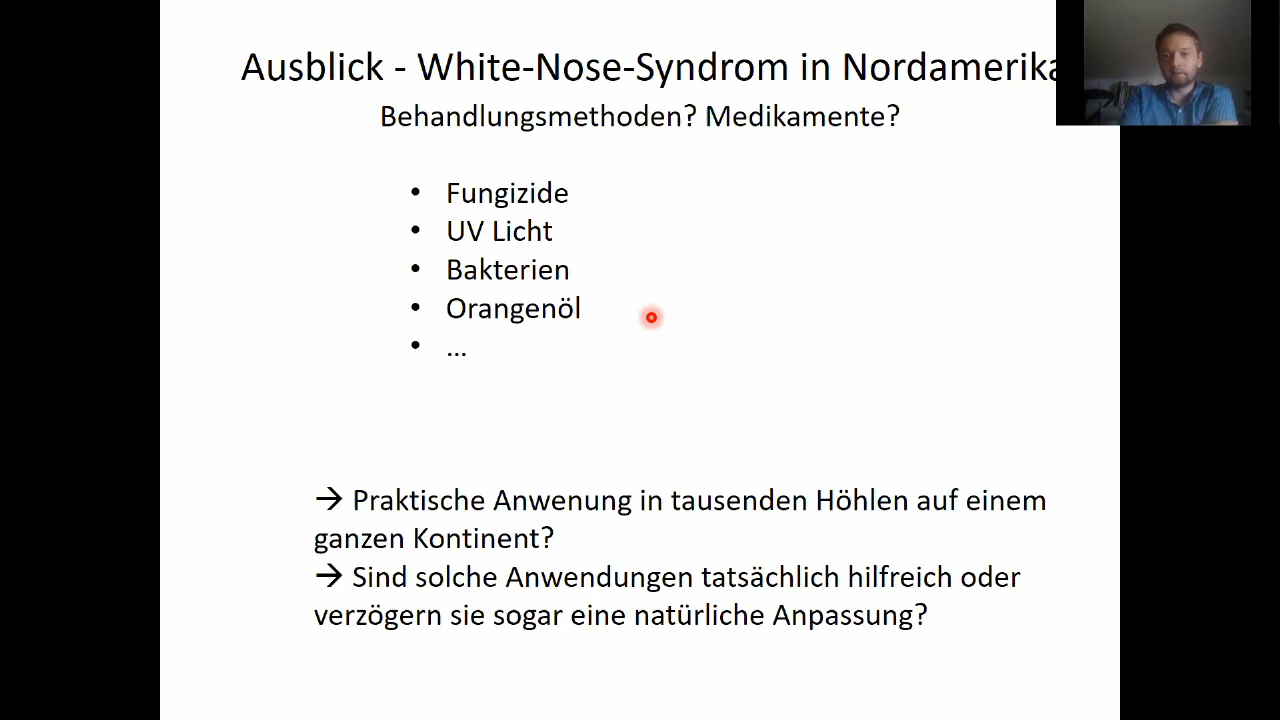 Ausblick - White-Nose-Syndrom in Nordamerika
Behandlungsmethoden? Medikamente?
• Fungizide
• UV Licht
• Bakterien
• Orangenöl
• ...
→ Praktische Anwenung in tausenden Höhlen auf einem
ganzen Kontinent?
→ Sind solche Anwendungen tatsächlich hilfreich oder
verzögern sie sogar eine natürliche Anpassung?